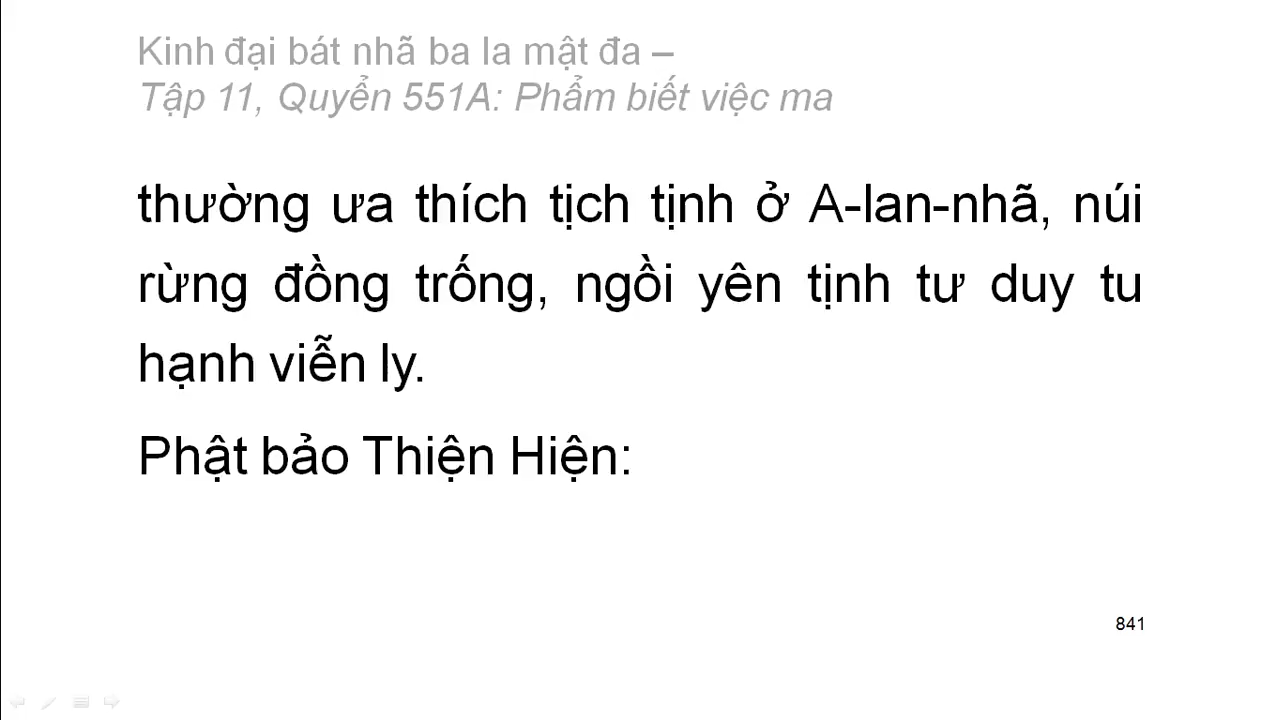 Kinh đại bát nhã ba la mật đa –
Tập 11, Quyển 551A: Phẩm biết việc ma
thường ưa thích tịch tịnh ở A-lan-nhã, núi
rừng đồng trống, ngồi yên tịnh tư duy tu
hạnh viễn ly.
Phật bảo Thiện Hiện:
841